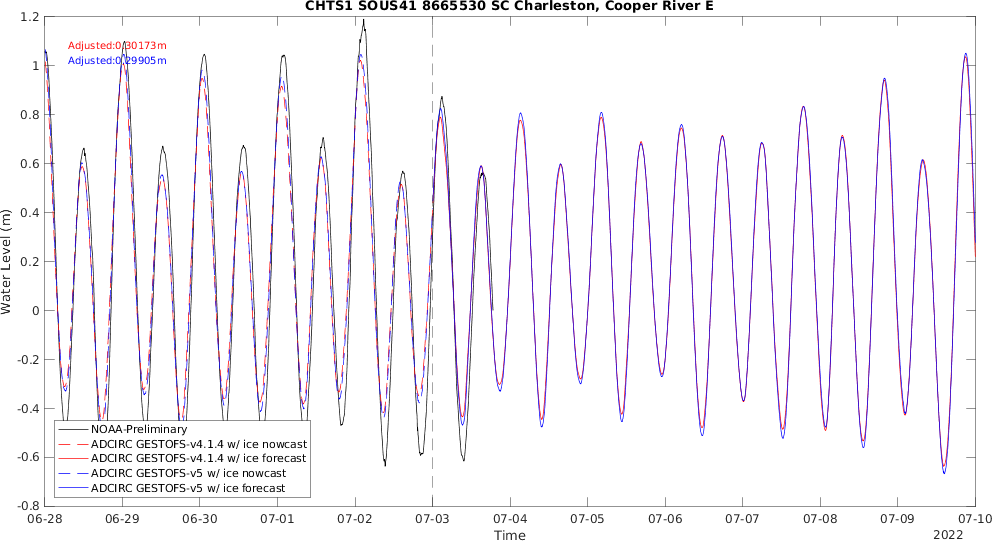 CHTS1 SOUS41 8665530 SC Charleston, Cooper River E
Adjusted:0.30173m
Adjusted:0.29905m
Water Level (m)
1.2
1
0.8
0.6
0.4
0.2
0
-0.2
-0.4
-0.6
-0.8
NOAA-Preliminary
ADCIRC GESTOFS-v4.1.4 w/ ice nowcast
ADCIRC GESTOFS-v4.1.4 w/ ice forecast
ADCIRC GESTOFS-v5 w/ ice nowcast
ADCIRC GESTOFS-v5 w/ ice forecast
06-28 06-29 06-30 07-01 07-02 07-03 07-04 07-05 07-06 07-07 07-08 07-09 07-10
Time
2022